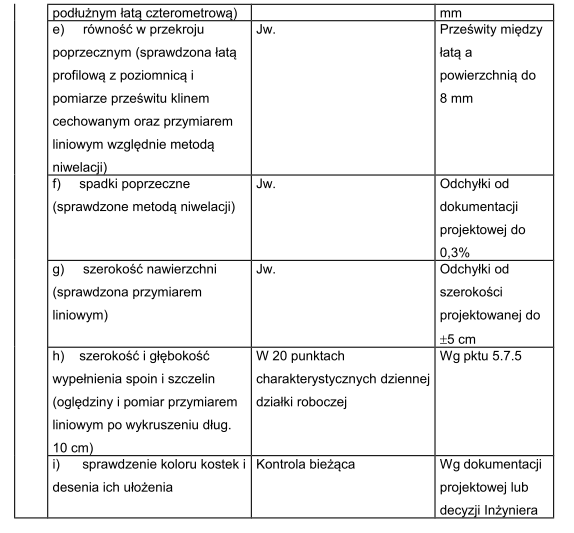 podłużnym łatą czterometrową)
mm
e) równość w przekroju
poprzecznym (sprawdzona łatą
profilową z poziomnicą i
pomiarze prześwitu klinem
cechowanym oraz przymiarem
liniowym względnie metodą
niwelacji)
Jw.
Prześwity między
łatą a
powierzchnią do
8 mm
f) spadki poprzeczne
(sprawdzone metodą niwelacji)
Jw.
Odchyłki od
dokumentacji
projektowej do
0,3%
g) szerokość nawierzchni
(sprawdzona przymiarem
liniowym)
Jw.
Odchyłki od
szerokości
projektowanej do
±5 cm
h) szerokość i głębokość
wypełnienia spoin i szczelin
(oględziny i pomiar przymiarem
liniowym po wykruszeniu dług.
10 cm)
W 20 punktach
charakterystycznych dziennej
działki roboczej
Wg pktu 5.7.5
i) sprawdzenie koloru kostek i
desenia ich ułożenia
Kontrola bieżąca
Wg dokumentacji
projektowej lub
decyzji Inżyniera